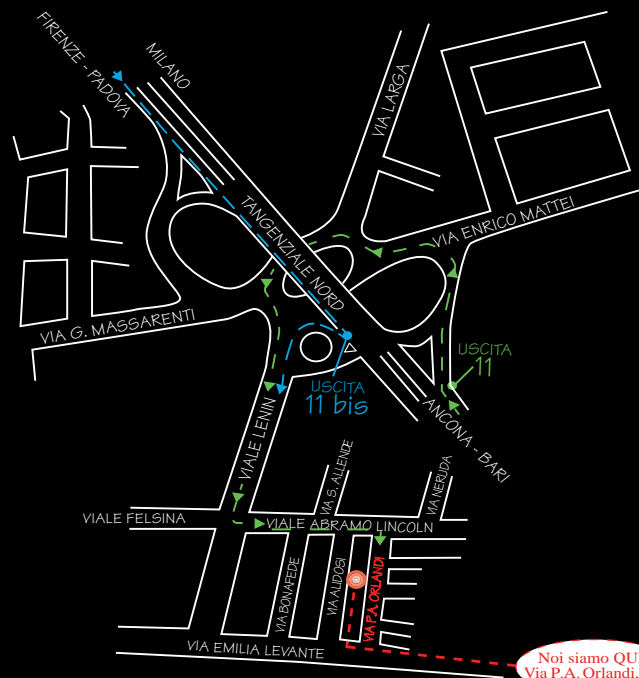 FIRENZE - PADOVA
MILANO
VIA LARGA
TANGENZIALE NORD
VIA ENRICO MATTEI
VIA G. MASSARENTI
USCITA
11
USCITA
11 bis
ANCONA - BARI
VIALE LENIN
VIA S. ALLENDE
VIA NERUDA
VIALE FELSINA
VIALE ABRAMO LINCOLN
VIA BONAFEDE
VIA ALIDOSI
VIA P.A. ORLANDI
VIA EMILIA LEVANTE
Noi siamo QU
Via P.A. Orlandi,